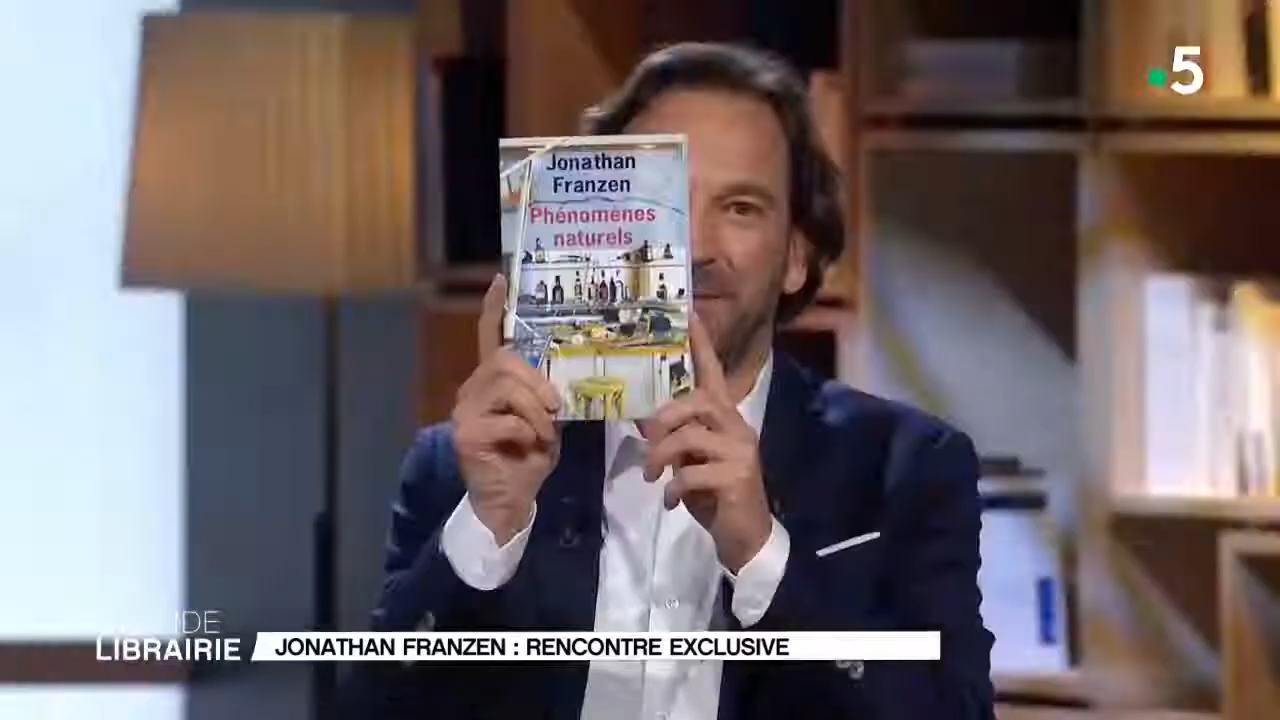 5
Jonathan
Franzen
Phénomènes
naturels
LIBRAIRIE
JONATHAN FRANZEN : RENCONTRE EXCLUSIVE